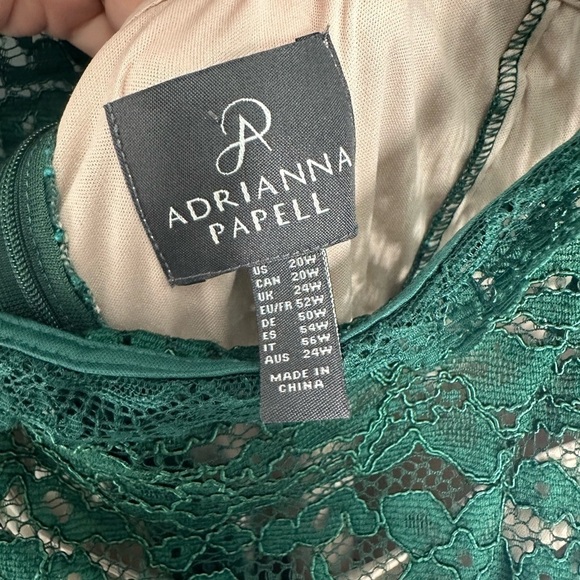 ADRIANNA
PAPELL
US 20W
CAN 20W
UK 24W
EU/FR 52W
DE 50W
ES 54W
IT 56W
AUS 24W
MADE IN
CHINA